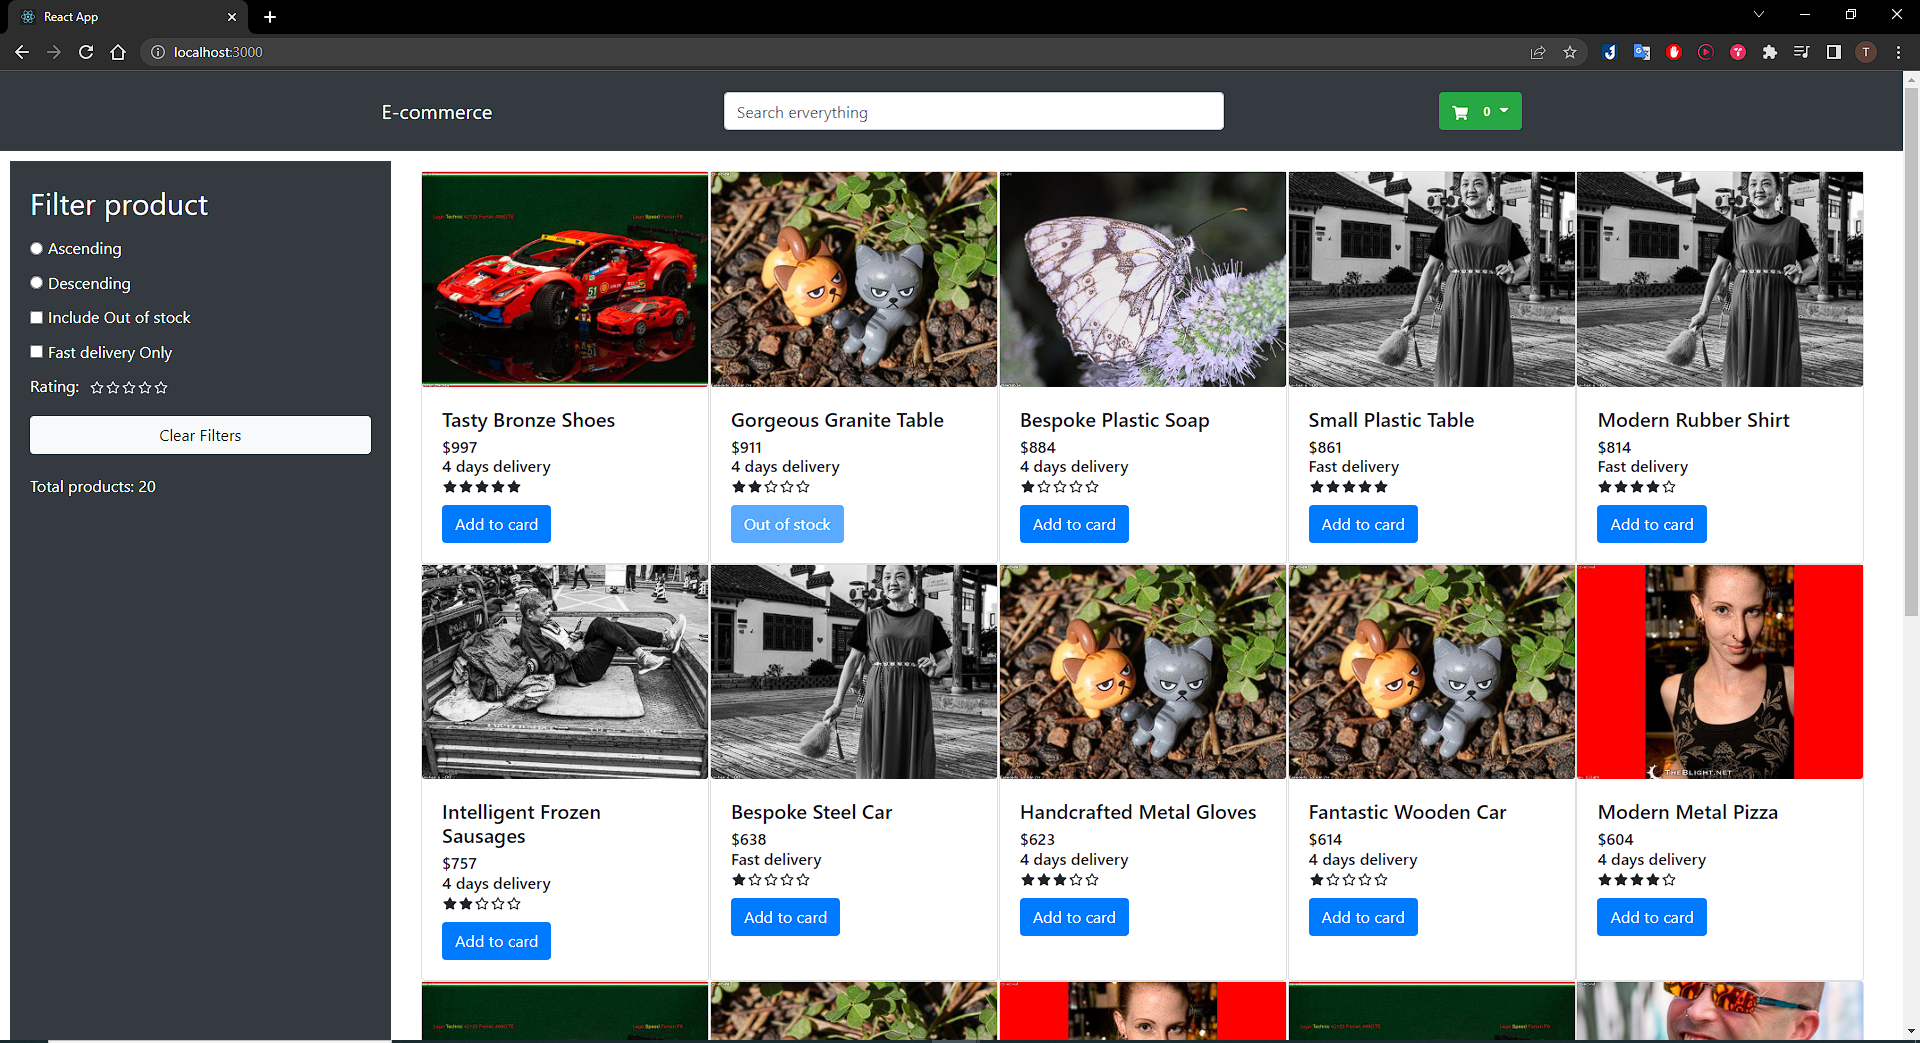 React App
localhost:3000
T
E-commerce
Search erverything
0
Filter product
Ascending
Descending
Include Out of stock
Fast delivery Only
Rating:
Clear Filters
Total products: 20
Tasty Bronze Shoes
$997
4 days delivery
Add to card
Gorgeous Granite Table
$911
4 days delivery
Out of stock
Bespoke Plastic Soap
$884
4 days delivery
Add to card
Small Plastic Table
$861
Fast delivery
Add to card
Modern Rubber Shirt
$814
Fast delivery
Add to card
Intelligent Frozen
Sausages
$757
4 days delivery
Add to card
Bespoke Steel Car
$638
Fast delivery
Add to card
Handcrafted Metal Gloves
$623
4 days delivery
Add to card
Fantastic Wooden Car
$614
4 days delivery
Add to card
THEBLIGHT.NET
Modern Metal Pizza
$604
4 days delivery
Add to card